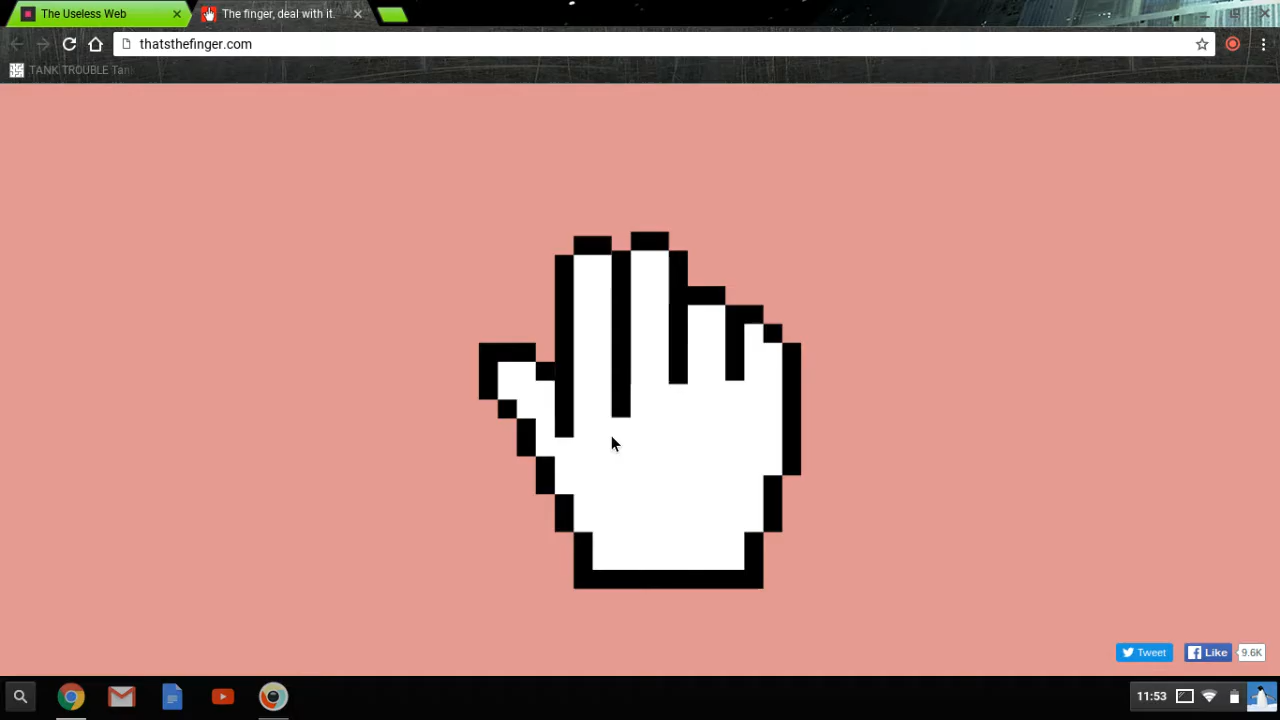 The Useless Web
The finger, deal with it.
thatsthefinger.com
TANK TROUBLE Tan
Tweet
Like
9.6K
11:53